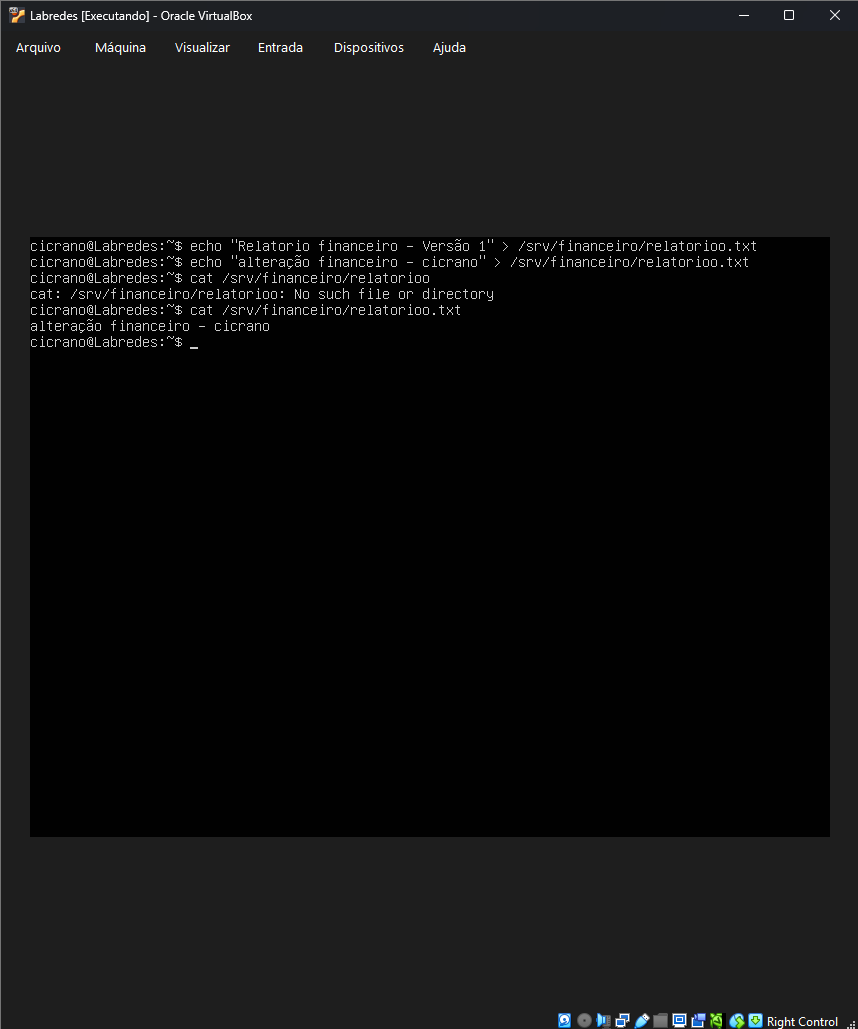 Labredes [Executando] - Oracle VirtualBox
Arquivo Máquina Visualizar Entrada Dispositivos Ajuda
cicrano@Labredes:~$ echo "Relatorio financeiro - Versão 1" > /srv/financeiro/relatorioo.txt
cicrano@Labredes:~$ echo "alteração financeiro - cicrano" > /srv/financeiro/relatorioo.txt
cicrano@Labredes:~$ cat /srv/financeiro/relatorioo
cat: /srv/financeiro/relatorioo: No such file or directory
cicrano@Labredes:~$ cat /srv/financeiro/relatorioo.txt
alteração financeiro - cicrano
cicrano@Labredes:~$ _
Right Control